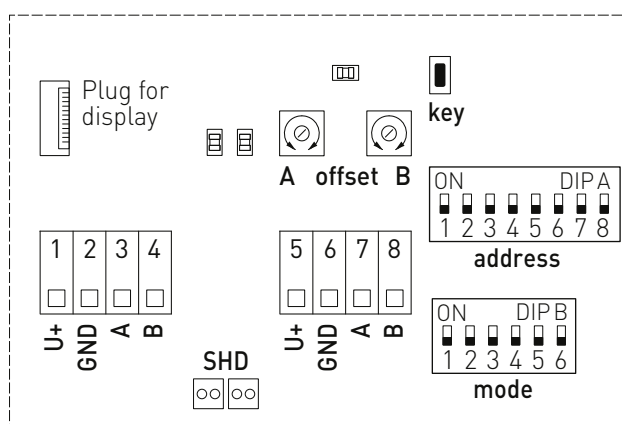 Plug for
display
key
A offset B
ON DIP A
1 2 3 4 5 6 7 8
address
1 2 3 4
U+ GND A B
5 6 7 8
U+ GND A B
ON DIP B
1 2 3 4 5 6
mode
SHD